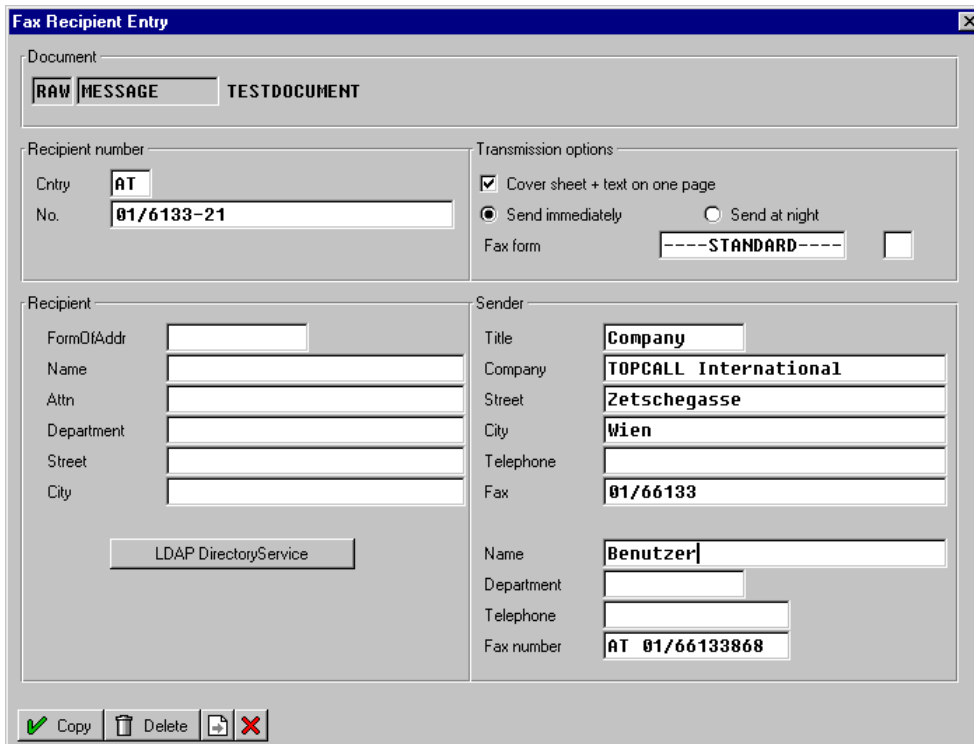 Fax Recipient Entry
Document
RAW MESSAGE TESTDOCUMENT
Recipient number
Cntry AT
No. 01/6133-21
Transmission options
Cover sheet + text on one page
Send immediately Send at night
Fax form ----STANDARD----
Recipient
FormOfAddr
Name
Attn
Department
Street
City
LDAP DirectoryService
Sender
Title Company
Company TOPCALL International
Street Zetschegasse
City Wien
Telephone
Fax 01/66133
Name Benutzer
Department
Telephone
Fax number AT 01/66133868
Copy Delete